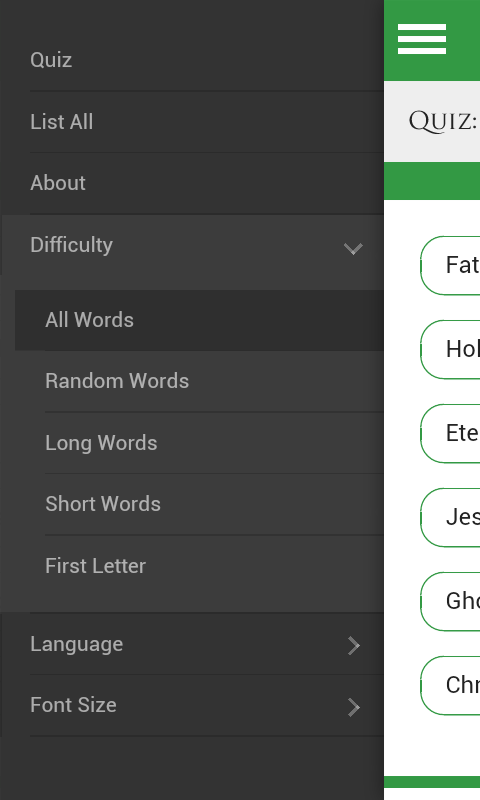 Quiz
List All
About
Difficulty
All Words
Random Words
Long Words
Short Words
First Letter
Language
Font Size
QUIZ:
Fat
Hol
Ete
Jes
Gho
Chr